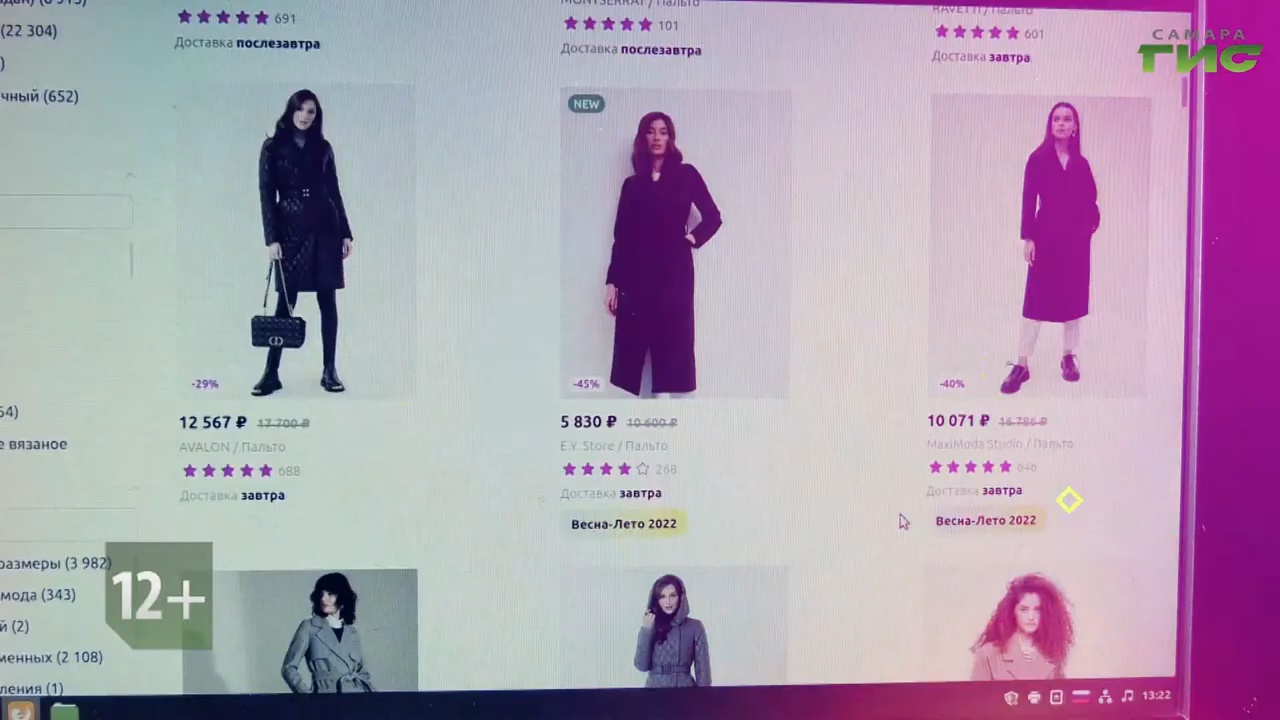 (22 304)
чный (652)
е вязаное
размеры (3 982)
мода (343)
й (2)
менных (2 108)
ления (1)
691
Доставка послезавтра
101
Доставка послезавтра
601
Доставка завтра
САМАРА
ГИС
-29%
12 567 ₽ 17 700 ₽
AVALON / Пальто
688
Доставка завтра
NEW
-45%
5 830 ₽ 10 600 ₽
E.Y. Store / Пальто
268
Доставка завтра
Весна-Лето 2022
-40%
10 071 ₽ 16 786 ₽
MaxiModa Studio / Пальто
Доставка завтра
Весна-Лето 2022
12+
13:22